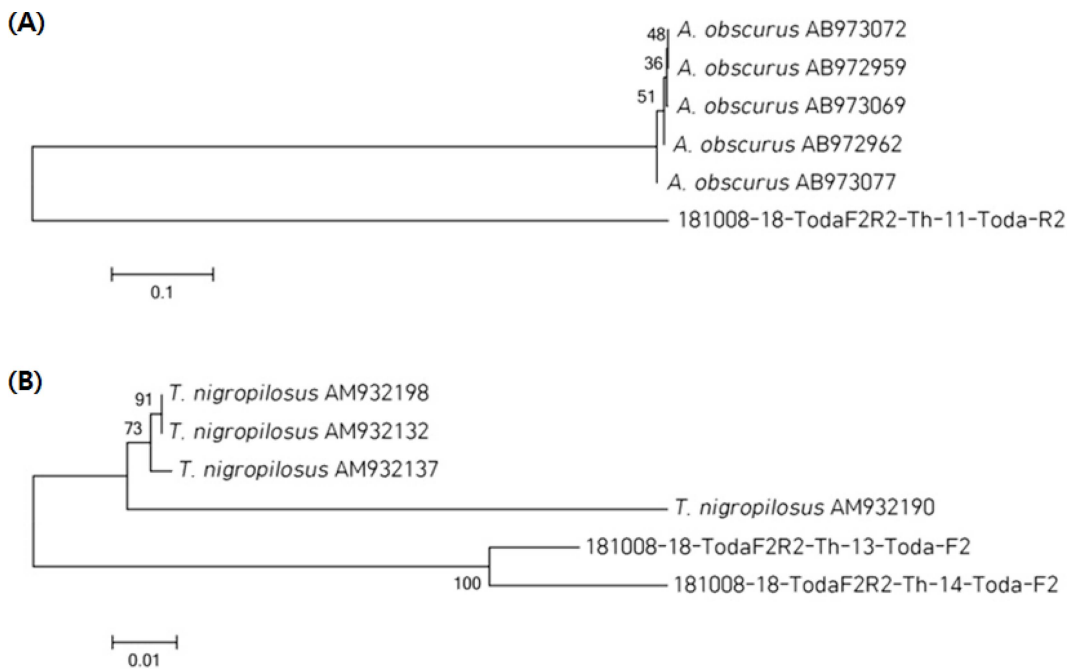 (A)
48
A. obscurus AB973072
36
A. obscurus AB972959
51
A. obscurus AB973069
A. obscurus AB972962
A. obscurus AB973077
181008-18-TodaF2R2-Th-11-Toda-R2
0.1
(B)
91
T. nigropilosus AM932198
73
T. nigropilosus AM932132
T. nigropilosus AM932137
T. nigropilosus AM932190
181008-18-TodaF2R2-Th-13-Toda-F2
100
181008-18-TodaF2R2-Th-14-Toda-F2
0.01